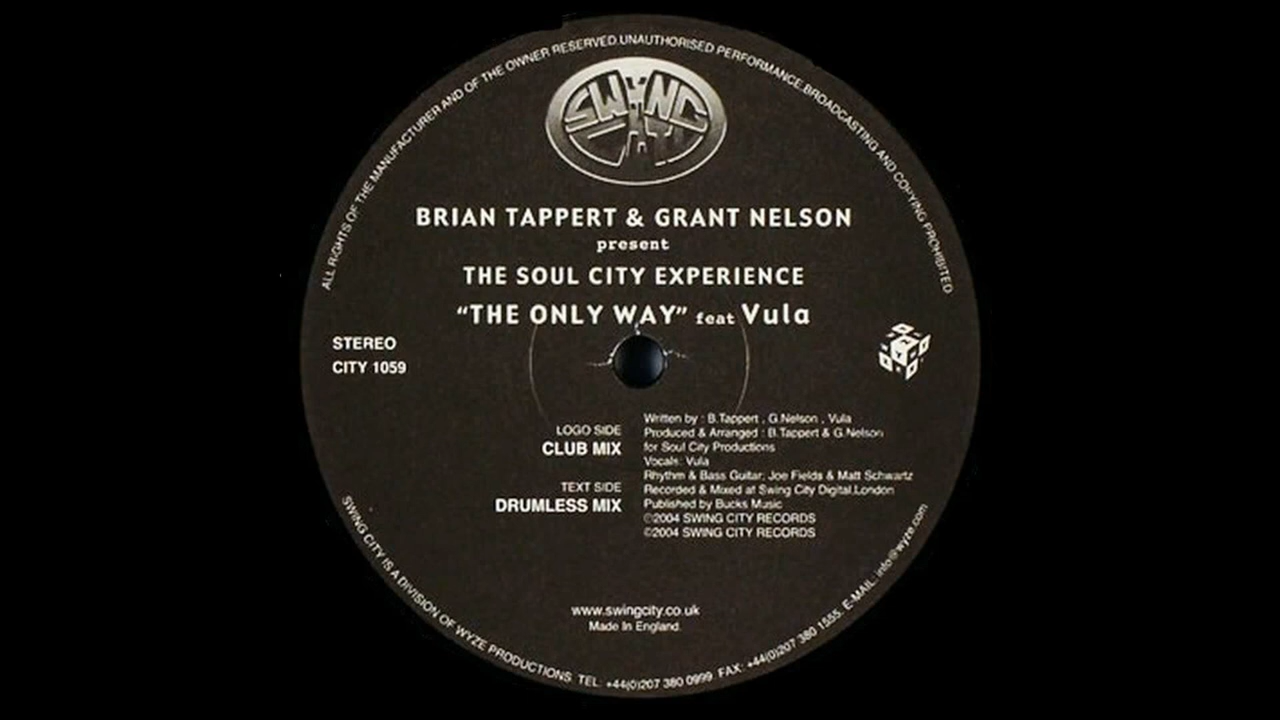 ALL RIGHTS OF THE MANUFACTURER AND OF THE OWNER RESERVED.UNAUTHORISED PERFORMANCE,BROADCASTING AND COPYING PROHIBITED
SWING
CITY
BRIAN TAPPERT & GRANT NELSON
present
THE SOUL CITY EXPERIENCE
“THE ONLY WAY” feat Vula
STEREO
CITY 1059
LOGO SIDE
CLUB MIX
TEXT SIDE
DRUMLESS MIX
Written by : B.Tappert , G.Nelson , Vula
Produced & Arranged : B.Tappert & G.Nelson
for Soul City Productions
Vocals: Vula
Rhythm & Bass Guitar; Joe Fields & Matt Schwartz
Recorded & Mixed at Swing City Digital,London
Published by Bucks Music
℗2004 SWING CITY RECORDS
©2004 SWING CITY RECORDS
www.swingcity.co.uk
Made In England.
SWING CITY IS A DIVISION OF WYZE PRODUCTIONS. TEL: +44(0)207 380 0999. FAX: +44(0)207 380 1555. E-MAIL: info@wyze.com